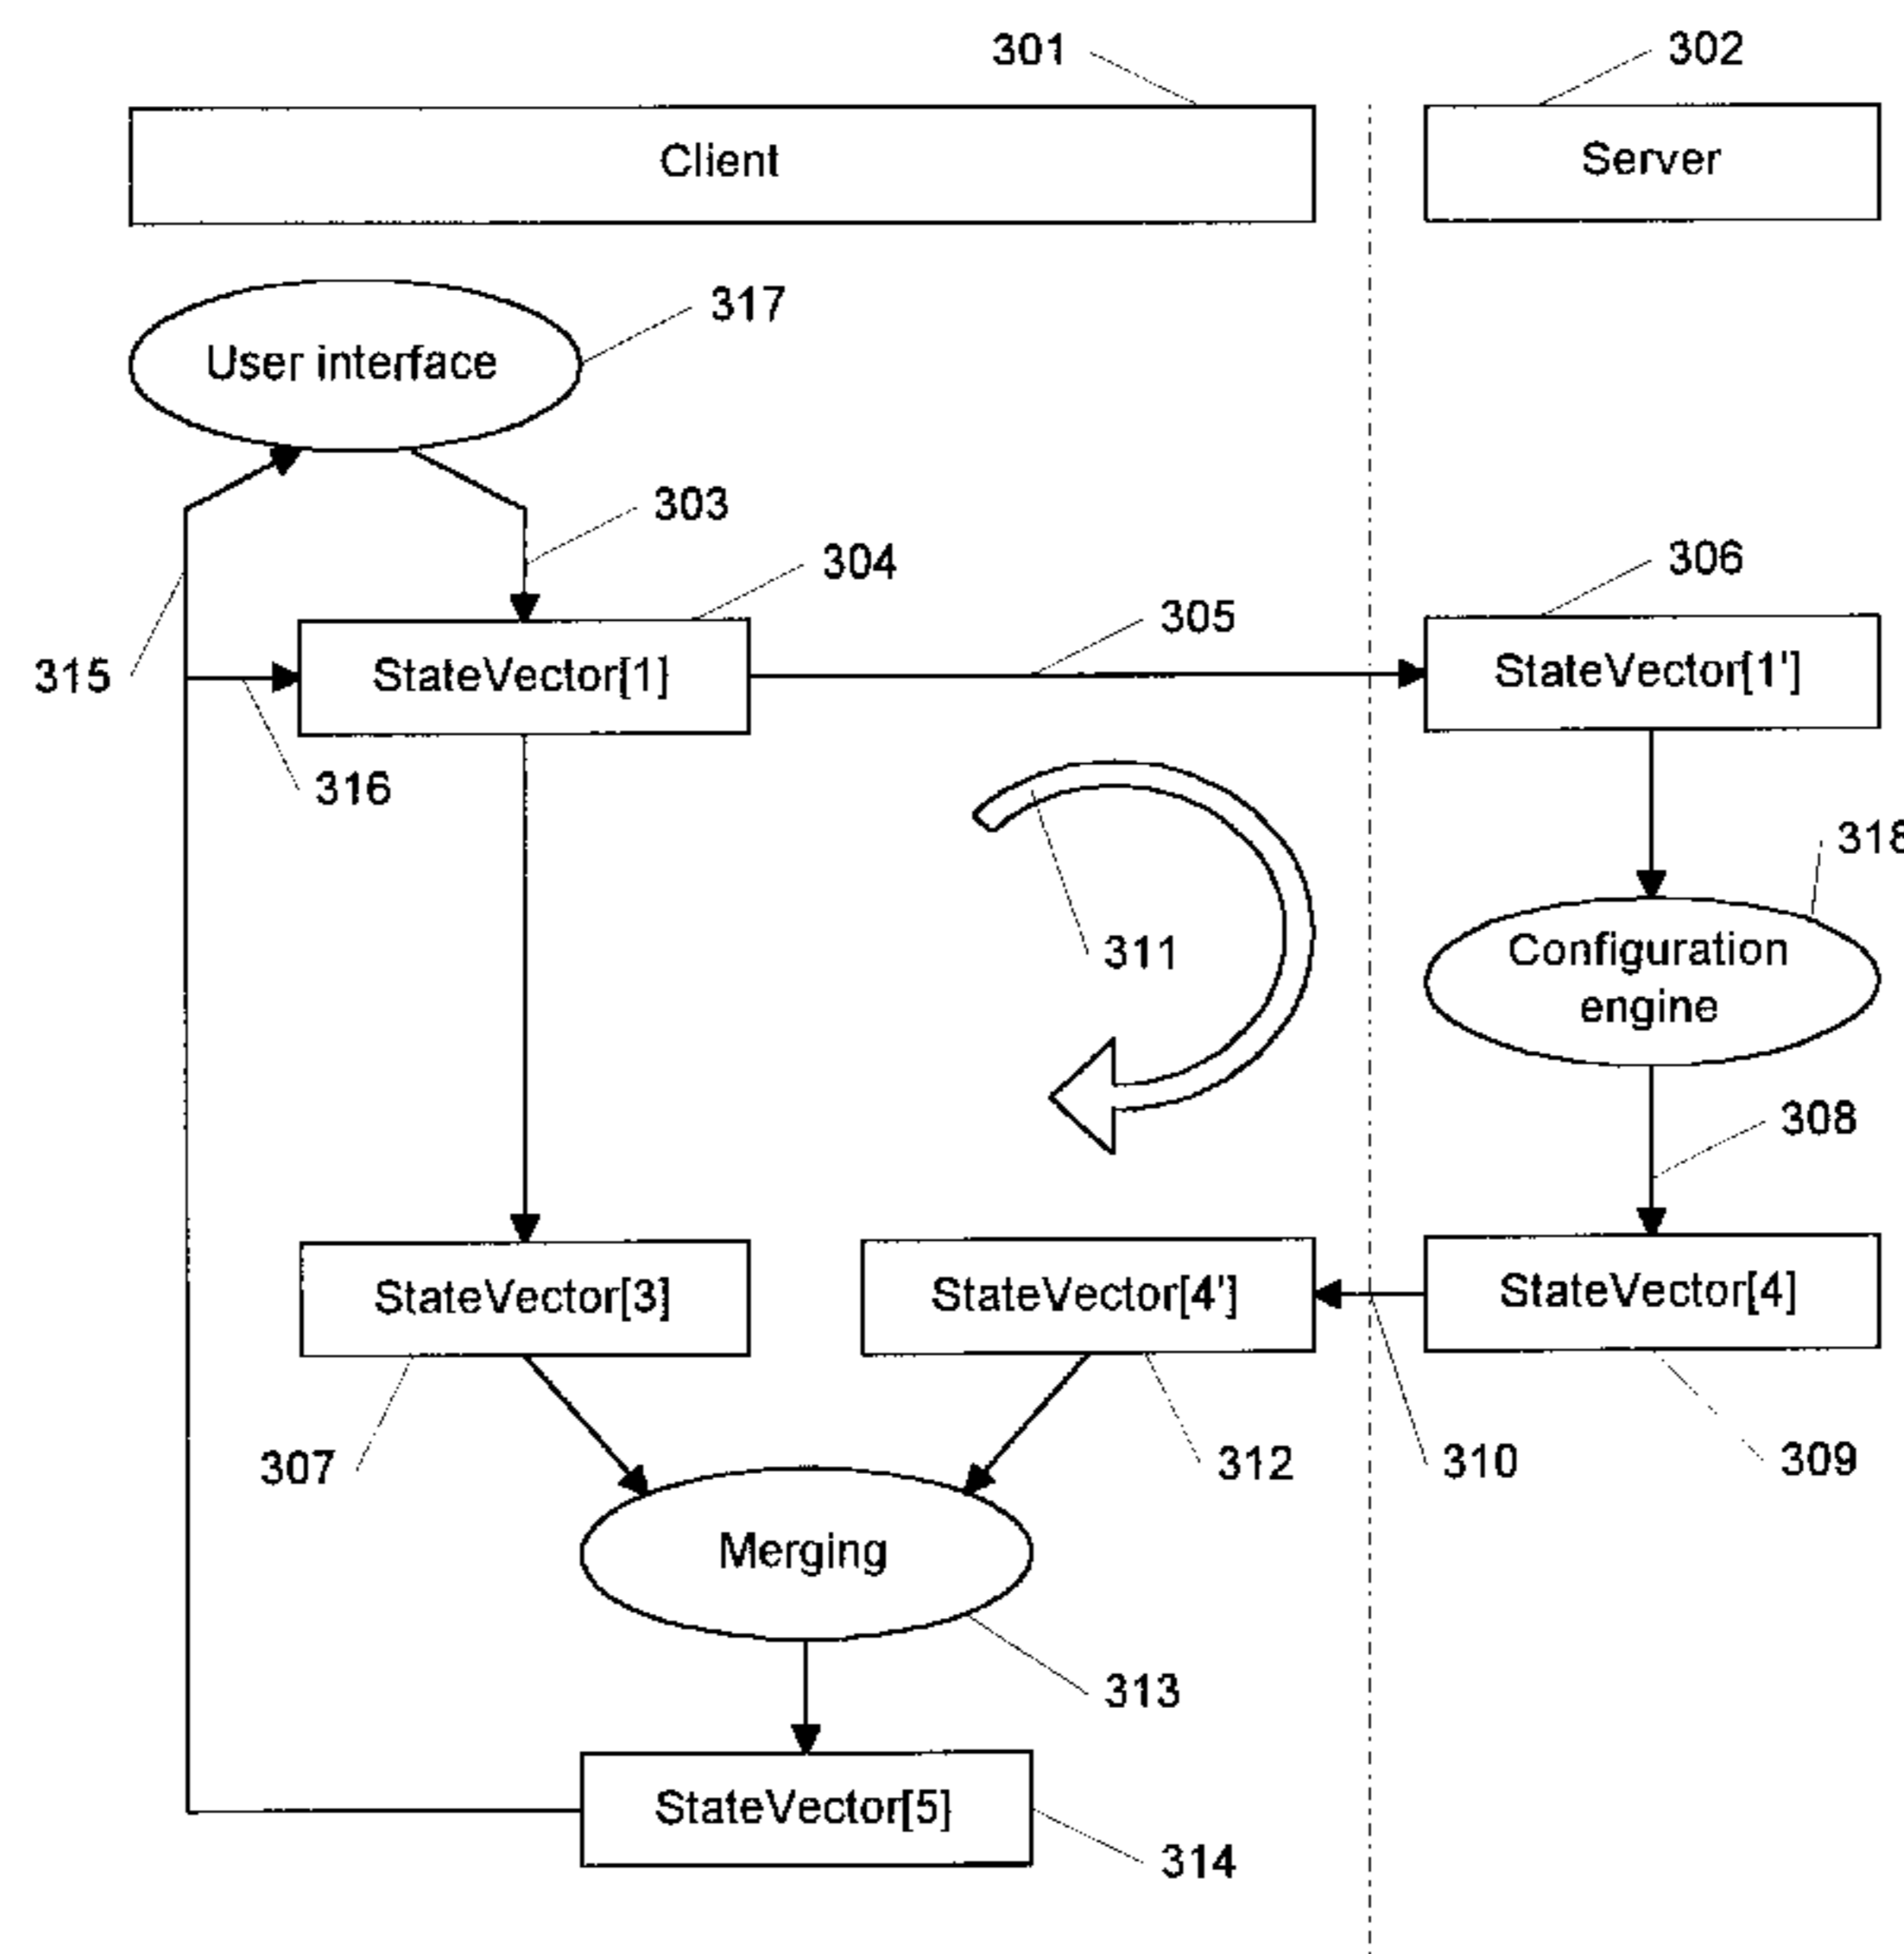 301
302
Client
Server
317
User interface
303
304
305
306
315
StateVector[1]
StateVector[1']
316
311
318
Configuration
engine
308
StateVector[3]
StateVector[4']
StateVector[4]
307
312
310
309
Merging
313
StateVector[5]
314